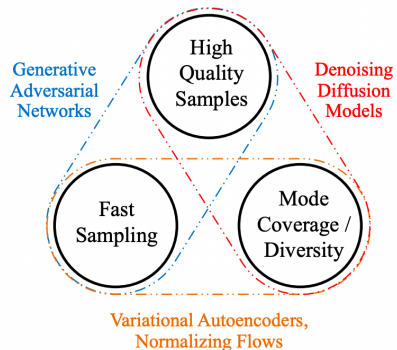 High
Quality
Samples
Generative
Adversarial
Networks
Denoising
Diffusion
Models
Fast
Sampling
Mode
Coverage /
Diversity
Variational Autoencoders,
Normalizing Flows